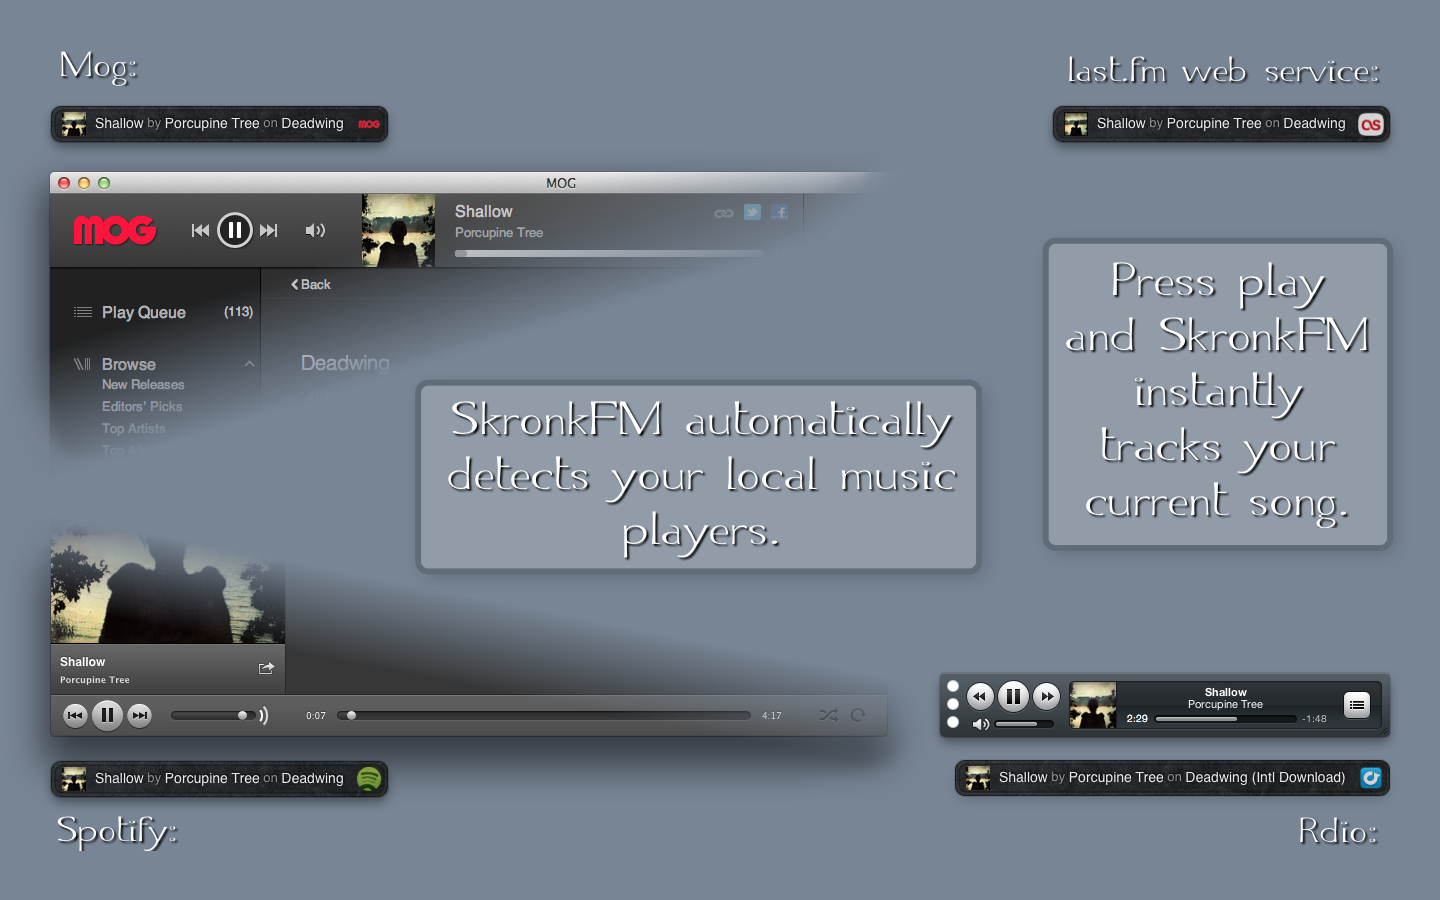 Mog:
last.fm web service:
Shallow by Porcupine Tree on Deadwing mog
Shallow by Porcupine Tree on Deadwing as
MOG
mog
Shallow
Porcupine Tree
Back
Play Queue (113)
Browse
New Releases
Editors' Picks
Top Artists
Deadwing
Press play
and SkronkFM
instantly
tracks your
current song.
SkronkFM automatically
detects your local music
players.
Shallow
Porcupine Tree
0:07 4:17
Shallow
Porcupine Tree
2:29 -1:48
Shallow by Porcupine Tree on Deadwing
Shallow by Porcupine Tree on Deadwing (Intl Download)
Spotify:
Rdio: